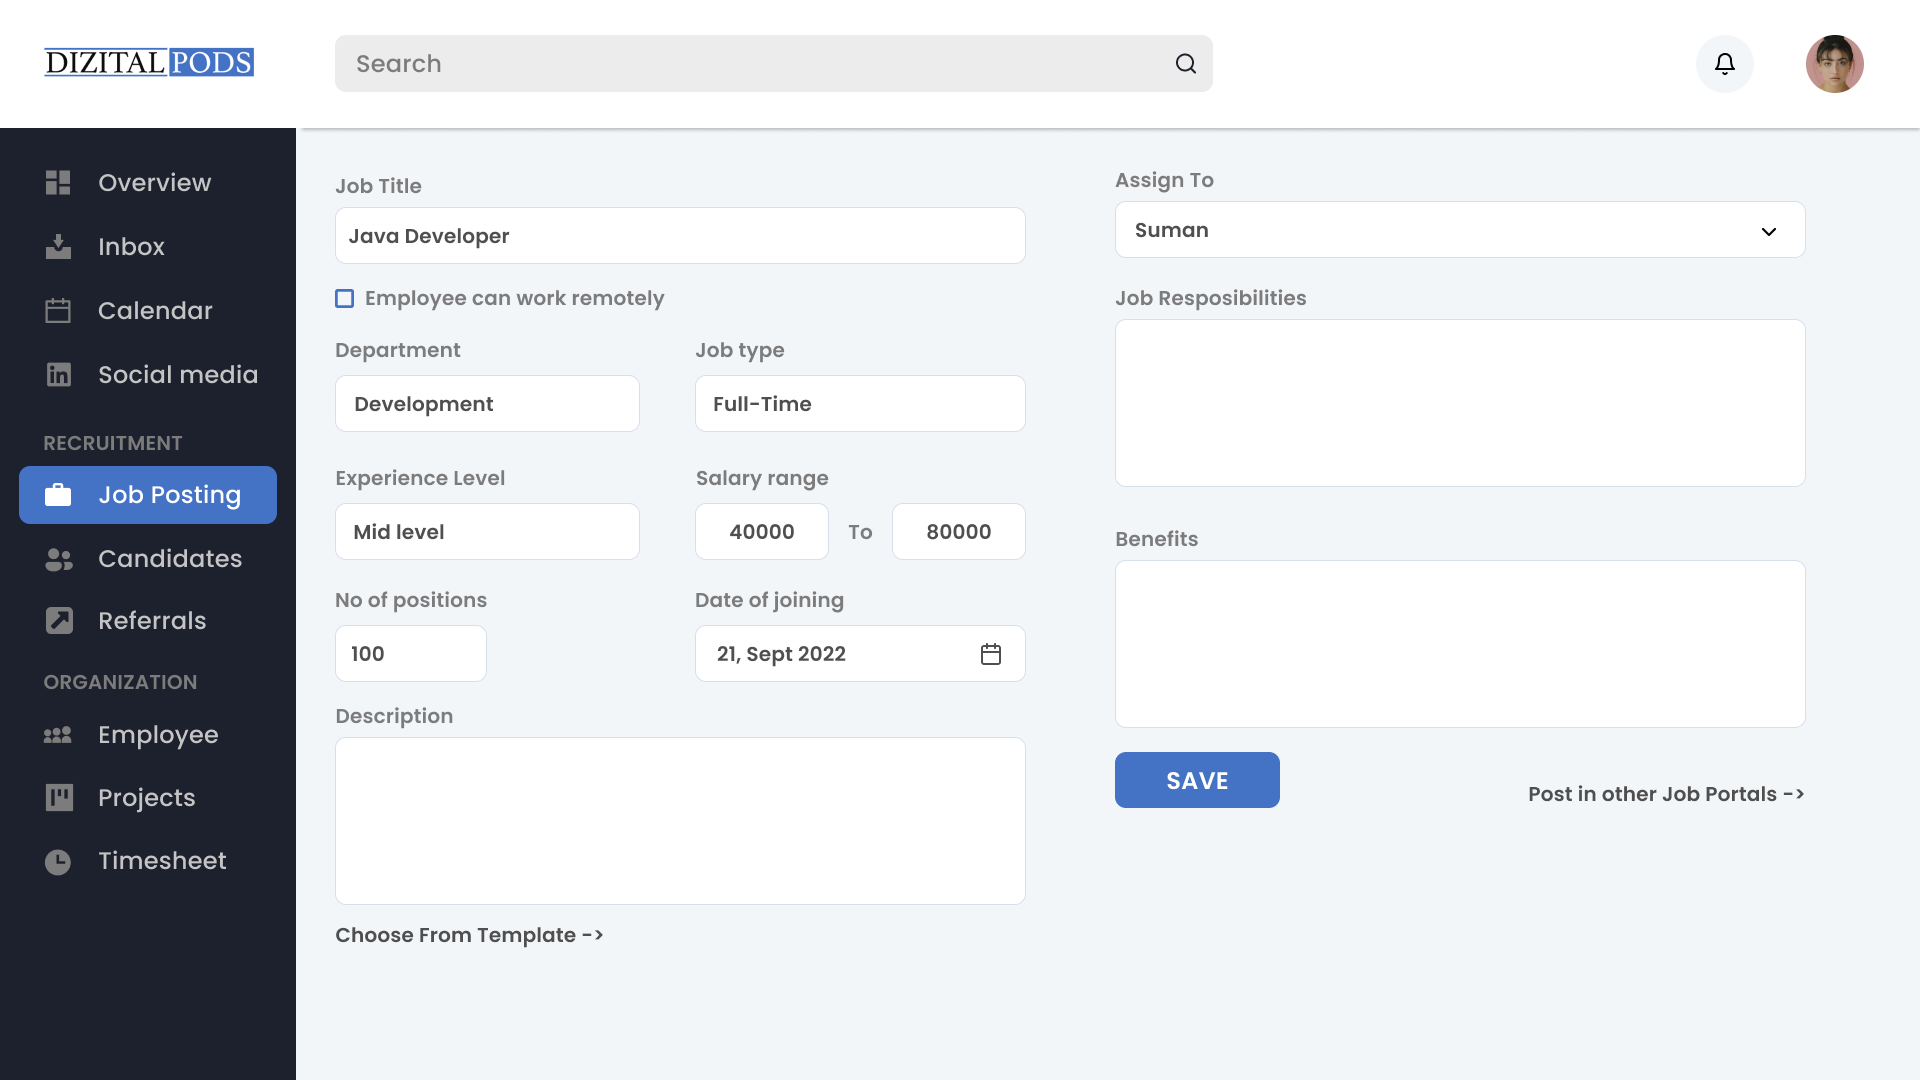 DIZITAL PODS
Search
Overview
Inbox
Calendar
Social media
RECRUITMENT
Job Posting
Candidates
Referrals
ORGANIZATION
Employee
Projects
Timesheet
Job Title
Java Developer
Employee can work remotely
Department
Job type
Development
Full-Time
Experience Level
Salary range
Mid level
40000 To 80000
No of positions
Date of joining
100
21, Sept 2022
Description
Choose From Template ->
Assign To
Suman
Job Resposibilities
Benefits
SAVE
Post in other Job Portals ->